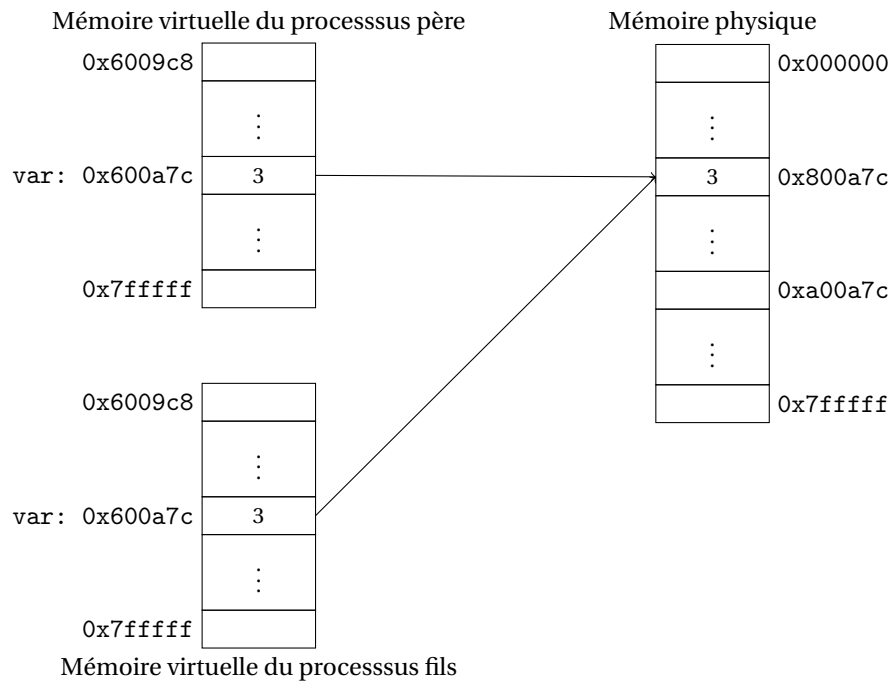 Mémoire virtuelle du processsus père
0x6009c8
⋮
var: 0x600a7c 3
⋮
0x7fffff
Mémoire physique
0x000000
⋮
3 0x800a7c
⋮
0xa00a7c
⋮
0x7fffff
0x6009c8
⋮
var: 0x600a7c 3
⋮
0x7fffff
Mémoire virtuelle du processsus fils